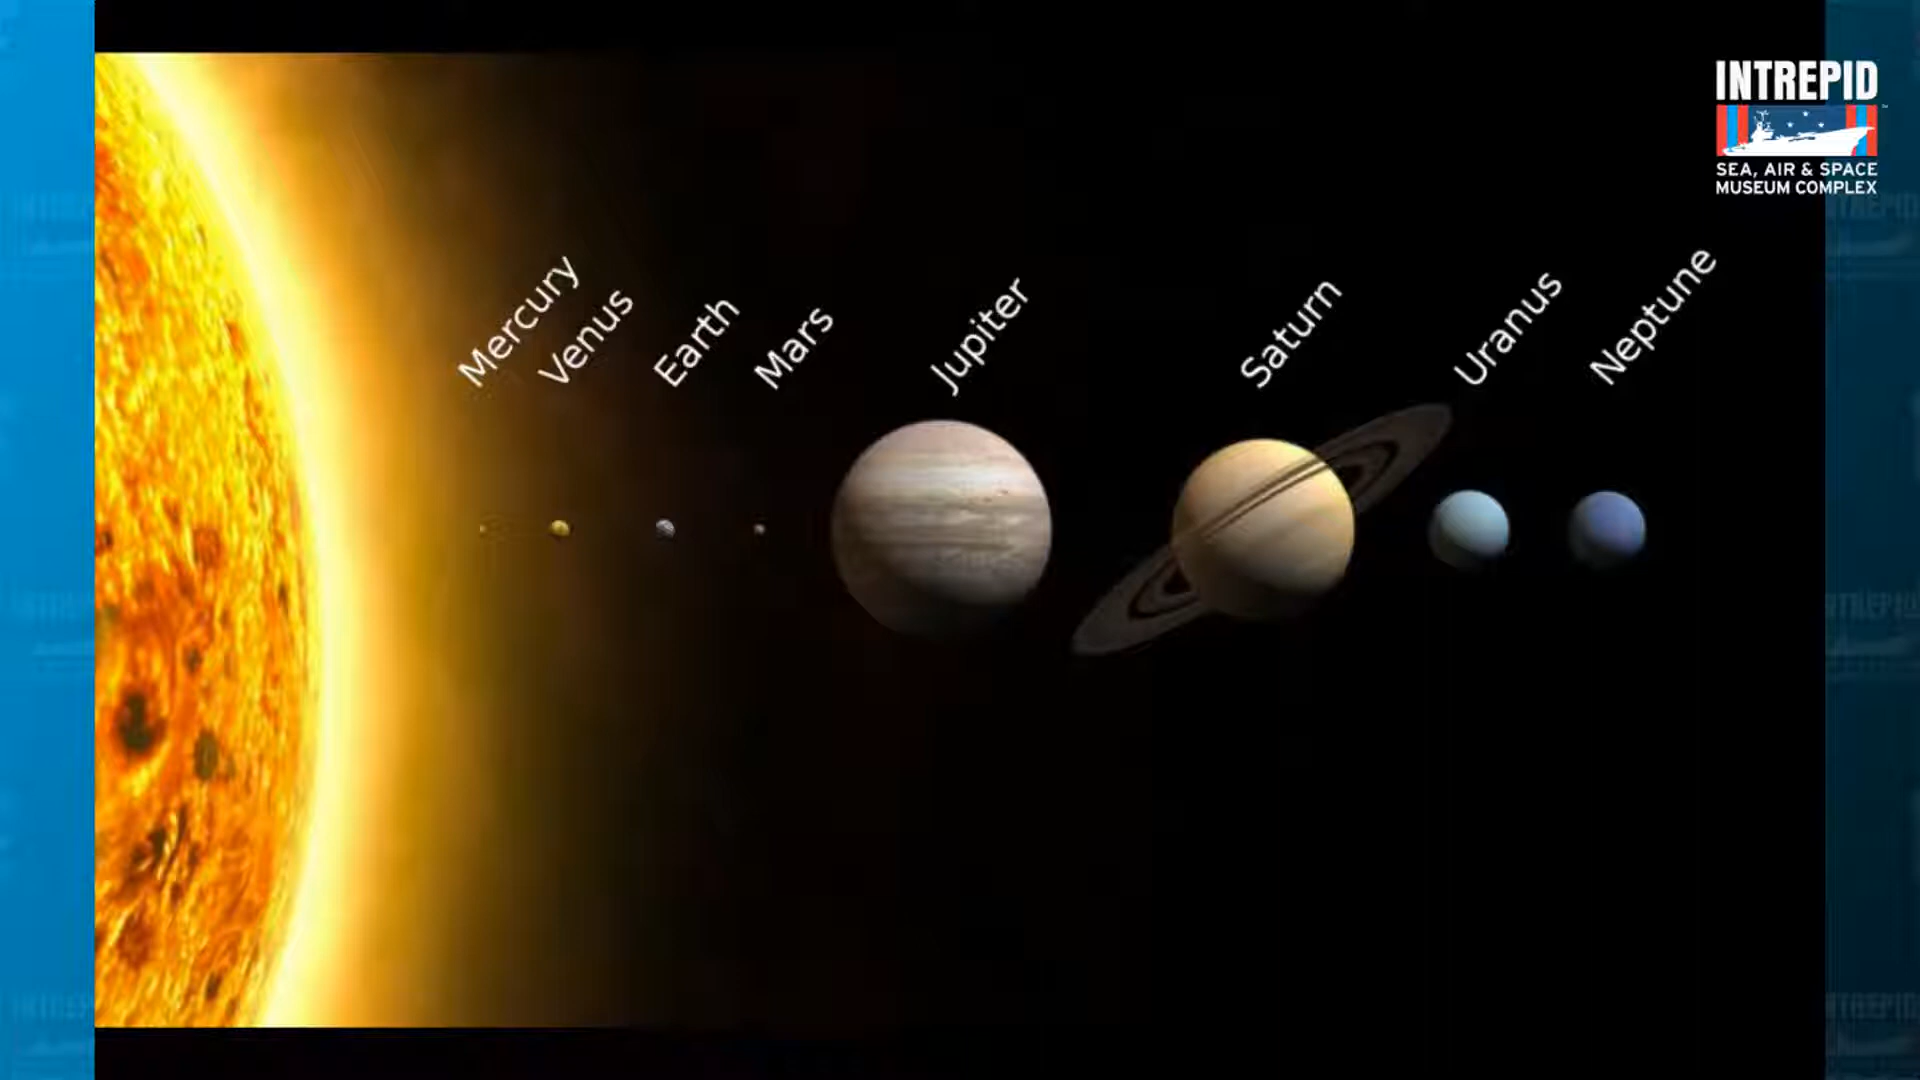 INTREPID
SEA, AIR & SPACE
MUSEUM COMPLEX
Mercury
Venus
Earth
Mars
Jupiter
Saturn
Uranus
Neptune